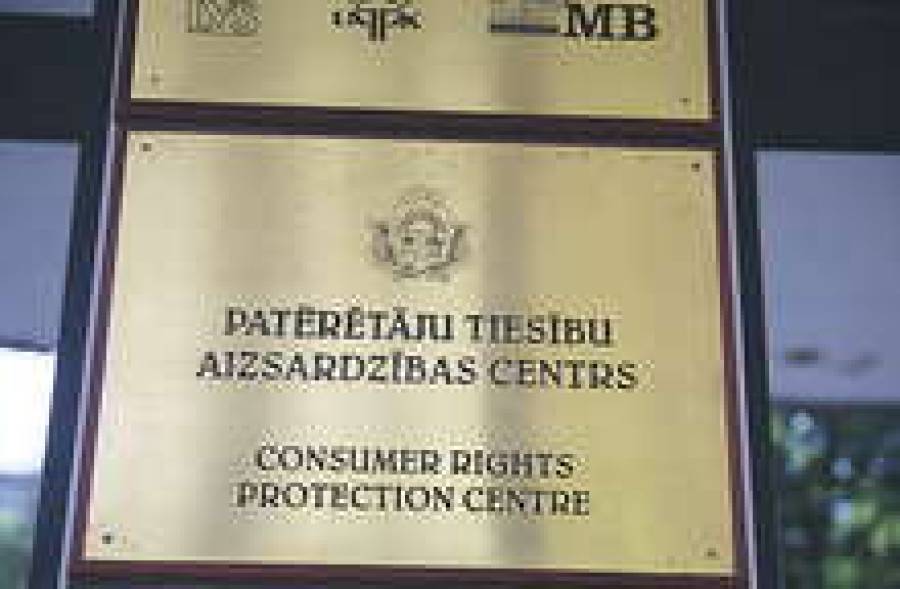 MB
PATĒRĒTĀJU TIESĪBU
AIZSARDZĪBAS CENTRS
CONSUMER RIGHTS
PROTECTION CENTRE